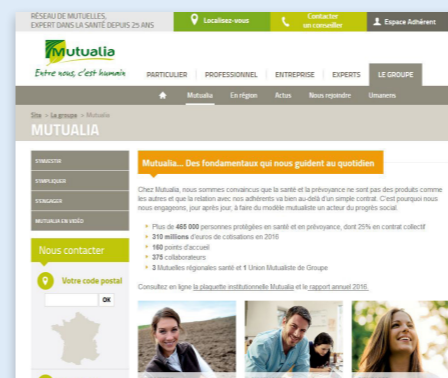 RÉSEAU DE MUTUELLES,
EXPERT DANS LA SANTÉ DEPUIS 25 ANS
Localisez-vous
Contacter
un conseiller
Espace Adhérent
Mutualia
Entre nous, c'est humain
PARTICULIER | PROFESSIONNEL | ENTREPRISE | EXPERTS LE GROUPE
Mutualia En région Actus Nous rejoindre Umanens
Site > Le groupe > Mutualia
MUTUALIA
S'INVESTIR
S'IMPLIQUER
S'ENGAGER
MUTUALIA EN VIDÉO
Nous contacter
Votre code postal
OK
Mutualia... Des fondamentaux qui nous guident au quotidien
Chez Mutualia, nous sommes convaincus que la santé et la prévoyance ne sont pas des produits comme
les autres et que la relation avec nos adhérents va bien au-delà d'un simple contrat. C'est pourquoi nous
nous engageons, jour après jour, à faire du modèle mutualiste un acteur du progrès social.
Plus de 465 000 personnes protégées en santé et en prévoyance, dont 25% en contrat collectif
310 millions d'euros de cotisations en 2016
160 points d'accueil
375 collaborateurs
3 Mutuelles régionales santé et 1 Union Mutualiste de Groupe
Consultez en ligne la plaquette institutionnelle Mutualia et le rapport annuel 2016.